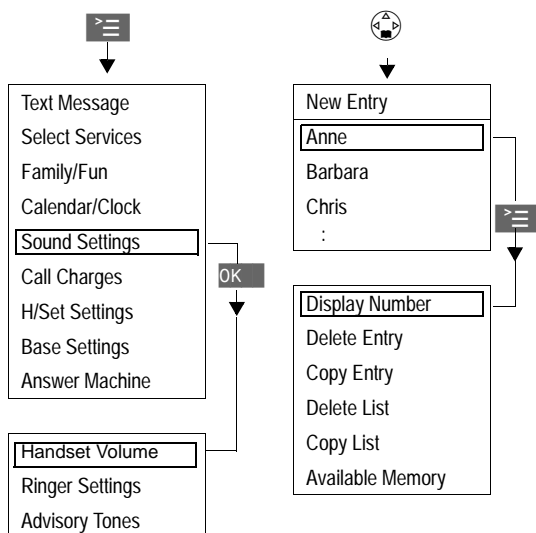 Text Message
Select Services
Family/Fun
Calendar/Clock
Sound Settings
Call Charges
H/Set Settings
Base Settings
Answer Machine
OK
Handset Volume
Ringer Settings
Advisory Tones
New Entry
Anne
Barbara
Chris
:
Display Number
Delete Entry
Copy Entry
Delete List
Copy List
Available Memory